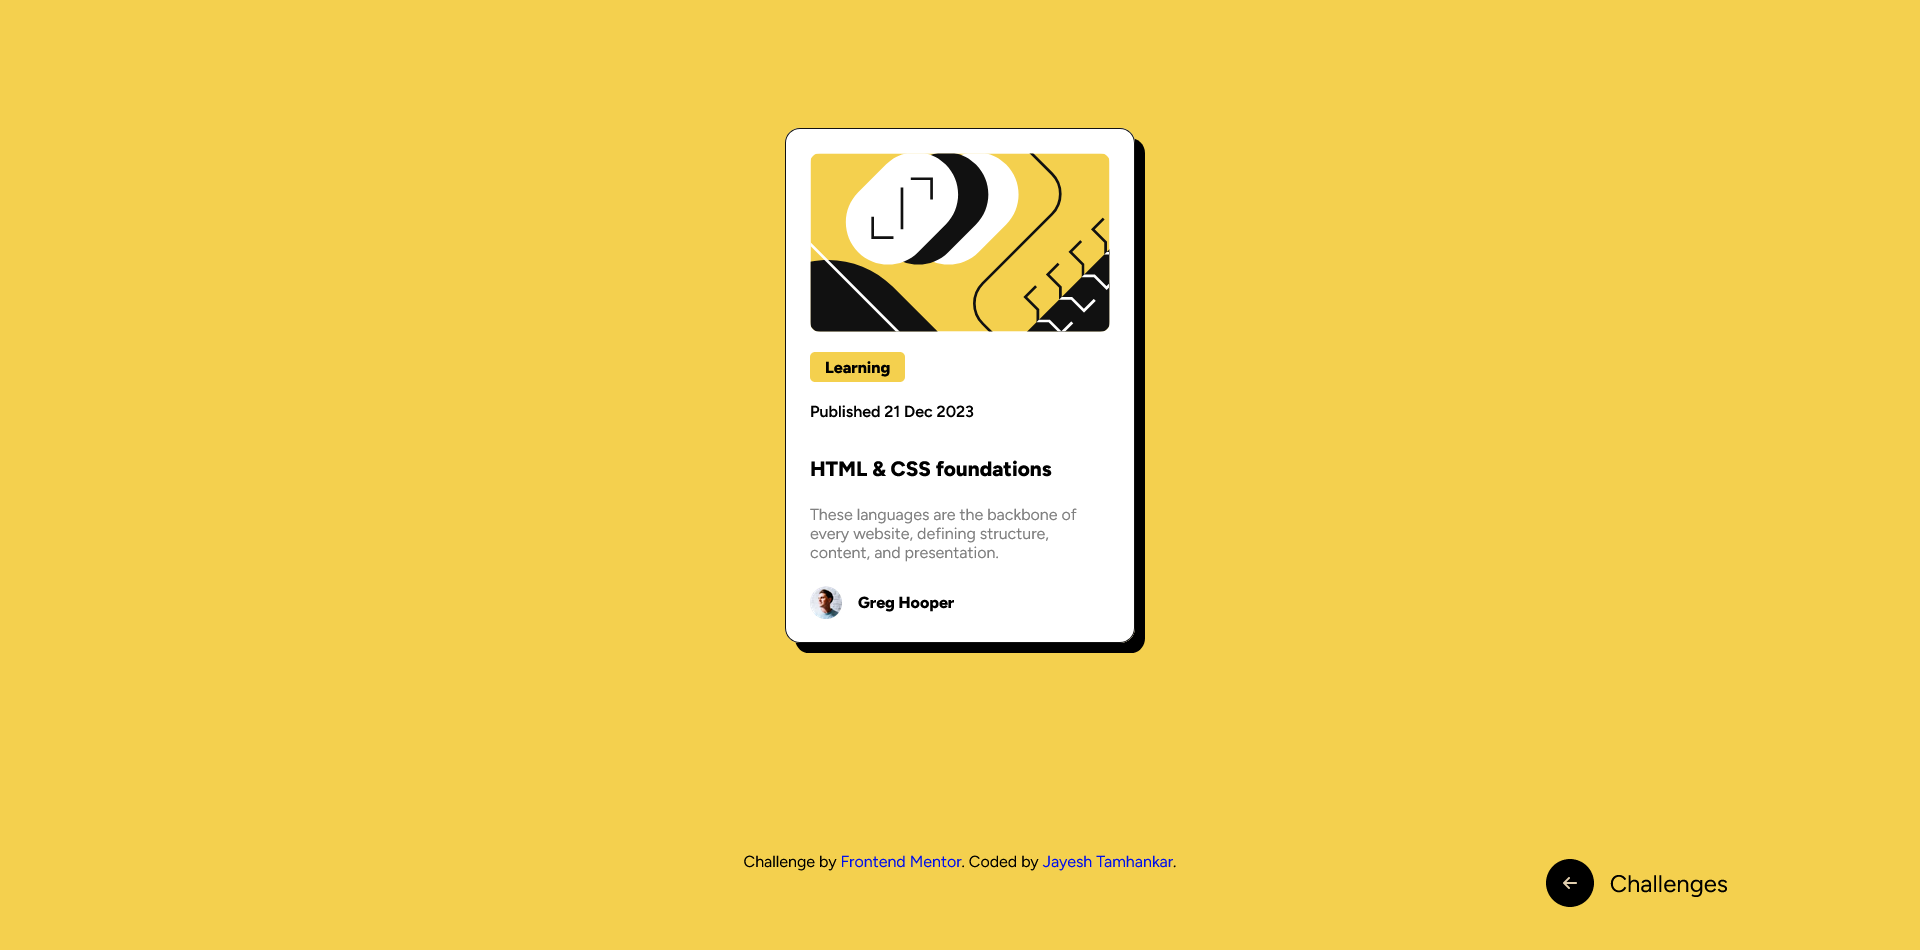 Learning
Published 21 Dec 2023
HTML & CSS foundations
These languages are the backbone of
every website, defining structure,
content, and presentation.
Greg Hooper
Challenge by Frontend Mentor. Coded by Jayesh Tamhankar.
Challenges